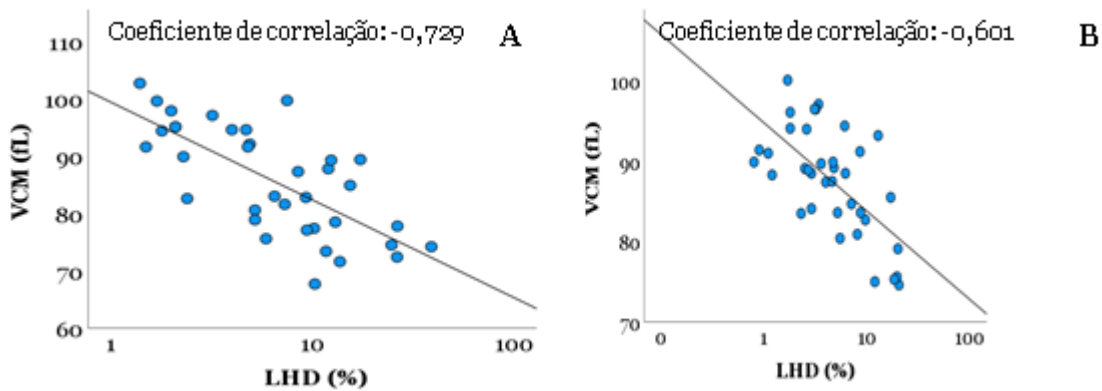 Coeficiente de correlação: -0,729 A
110
100
90
80
70
60
VCM (fL)
1 10 100
LHD (%)
Coeficiente de correlação: -0,601 B
100
90
80
70
VCM (fL)
0 1 10 100
LHD (%)